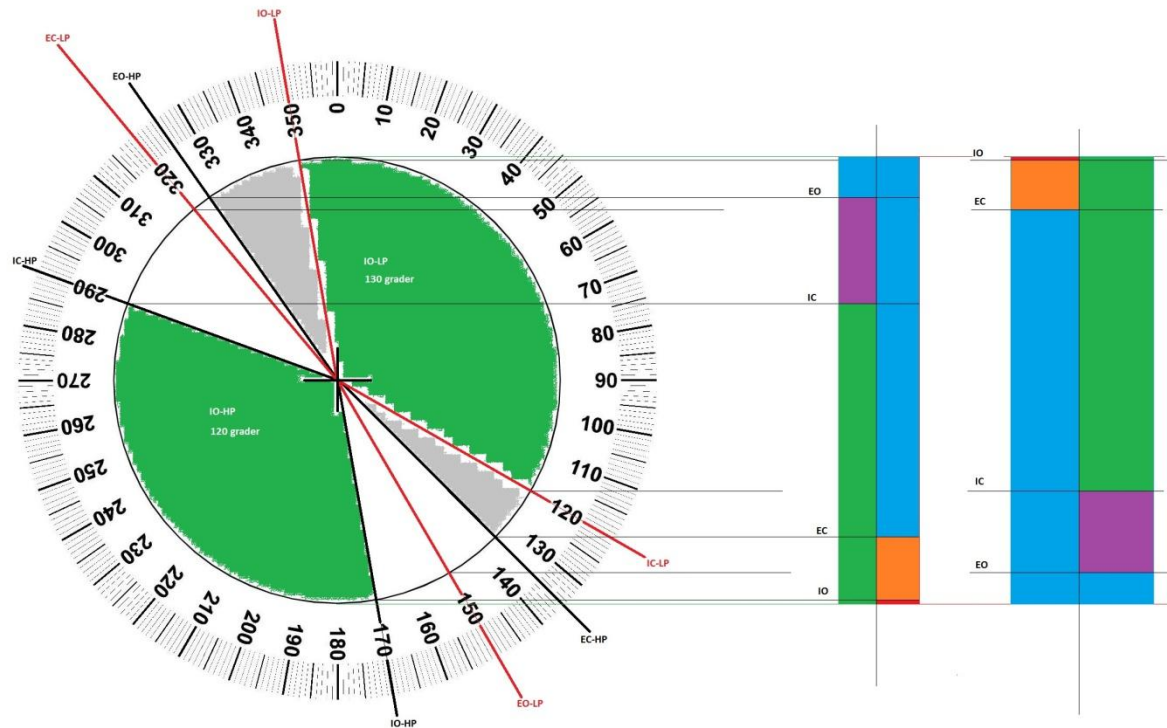 IO-LP
EC-LP
EO-HP
IC-HP
0
10
20
30
40
50
60
70
80
90
100
110
120
130
140
150
160
170
180
190
200
210
220
230
240
250
260
270
280
290
300
310
320
330
340
350
IO-LP
130 grader
IO-HP
120 grader
IC-LP
EC-HP
EO-LP
IO-HP
EO
IC
EC
IO
IO
EC
IC
EO